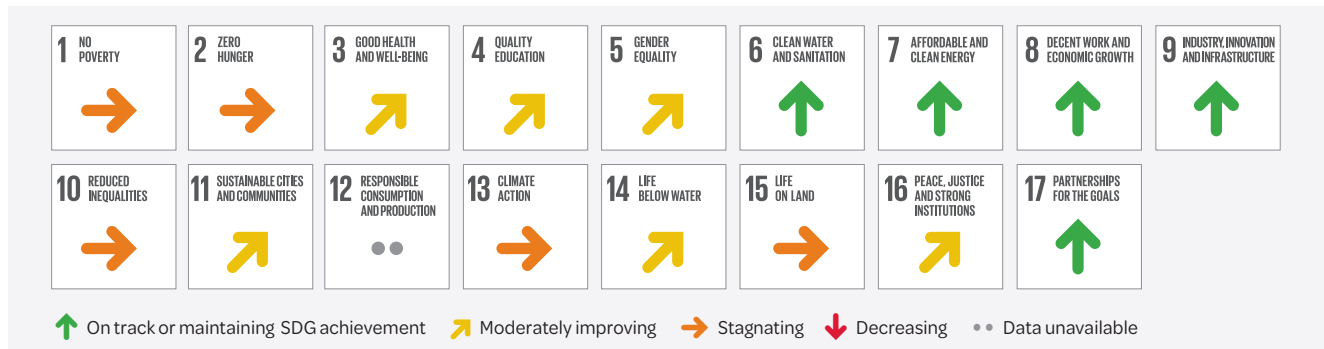 1 NO
POVERTY
2 ZERO
HUNGER
3 GOOD HEALTH
AND WELL-BEING
4 QUALITY
EDUCATION
5 GENDER
EQUALITY
6 CLEAN WATER
AND SANITATION
7 AFFORDABLE AND
CLEAN ENERGY
8 DECENT WORK AND
ECONOMIC GROWTH
9 INDUSTRY, INNOVATION
AND INFRASTRUCTURE
10 REDUCED
INEQUALITIES
11 SUSTAINABLE CITIES
AND COMMUNITIES
12 RESPONSIBLE
CONSUMPTION
AND PRODUCTION
13 CLIMATE
ACTION
14 LIFE
BELOW WATER
15 LIFE
ON LAND
16 PEACE, JUSTICE
AND STRONG
INSTITUTIONS
17 PARTNERSHIPS
FOR THE GOALS
On track or maintaining SDG achievement Moderately improving Stagnating Decreasing Data unavailable